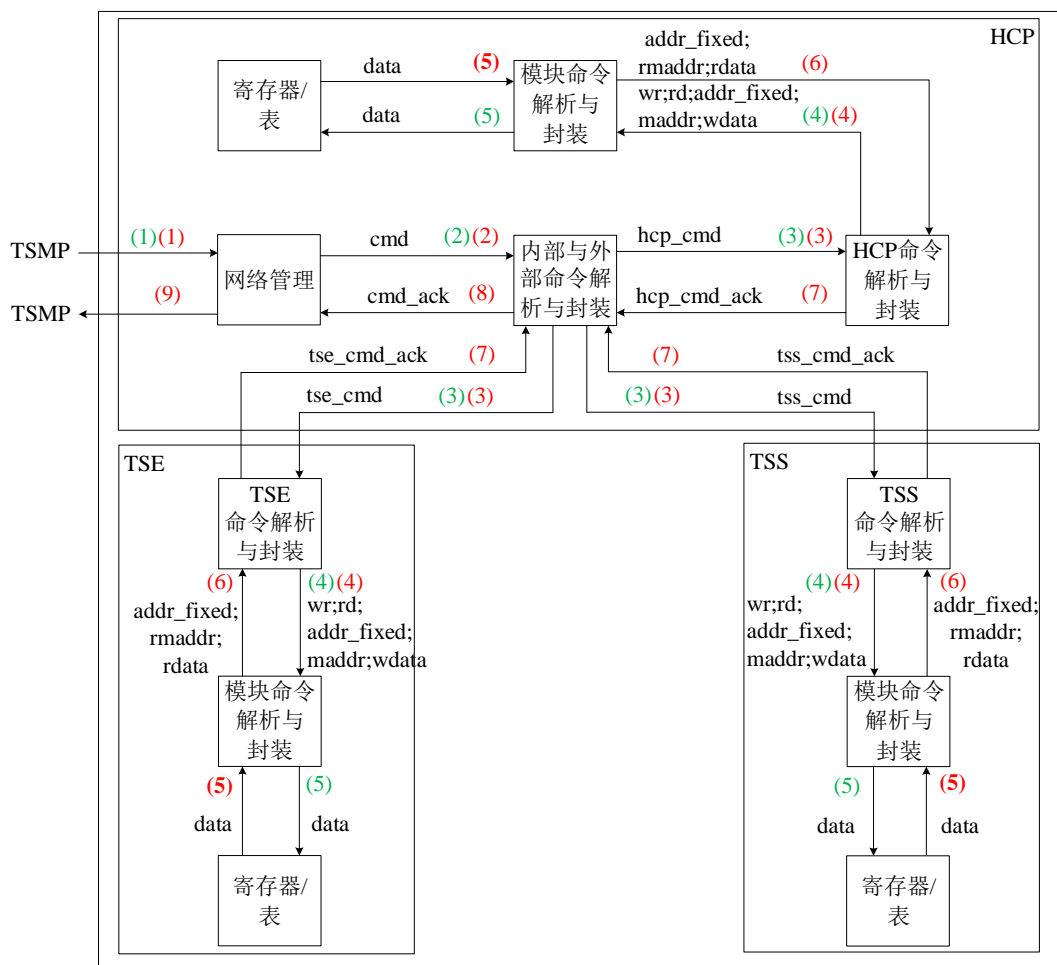 HCP
寄存器/
表
data
(5)
data
(5)
模块命令
解析与
封装
addr_fixed;
rmaddr;rdata
(6)
wr;rd;addr_fixed;
maddr;wdata
(4)(4)
TSMP
(1)(1)
TSMP
(9)
网络管理
cmd
(2)(2)
cmd_ack
(8)
内部与外
部命令解
析与封装
hcp_cmd
(3)(3)
hcp_cmd_ack
(7)
HCP命令
解析与封
装
tse_cmd_ack
(7)
tse_cmd
(3)(3)
(7)
tss_cmd_ack
(3)(3)
tss_cmd
TSE
TSE
命令解析
与封装
(6)
addr_fixed;
rmaddr;
rdata
(4)(4)
wr;rd;
addr_fixed;
maddr;wdata
模块命令
解析与
封装
(5)
data
(5)
data
寄存器/
表
TSS
TSS
命令解析
与封装
(4)(4)
wr;rd;
addr_fixed;
maddr;wdata
(6)
addr_fixed;
rmaddr;
rdata
模块命令
解析与
封装
(5)
data
(5)
data
寄存器/
表